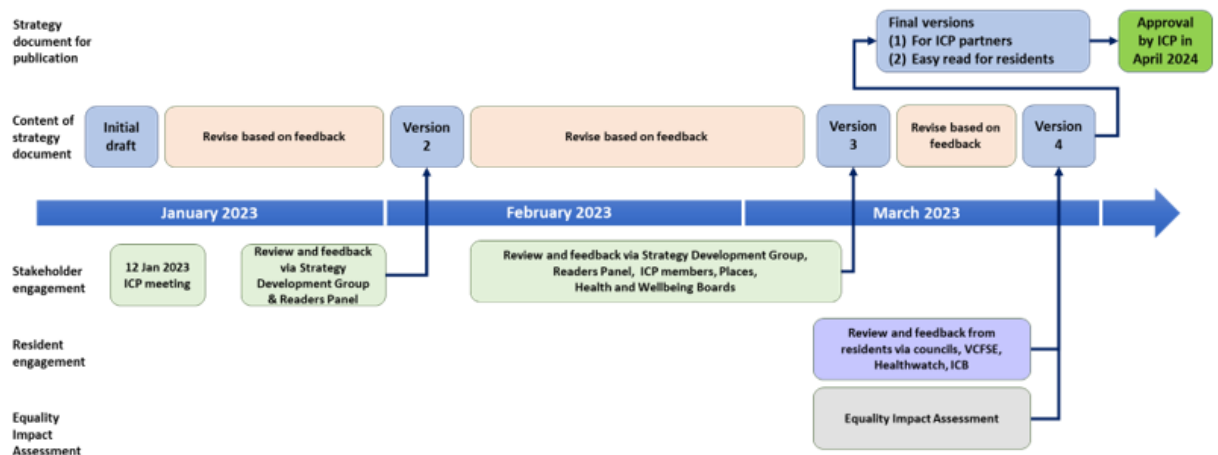 Strategy
document for
publication
Final versions
(1) For ICP partners
(2) Easy read for residents
Approval
by ICP in
April 2024
Content of
strategy
document
Initial
draft
Revise based on feedback
Version
2
Revise based on feedback
Version
3
Revise based on
feedback
Version
4
January 2023
February 2023
March 2023
Stakeholder
engagement
12 Jan 2023
ICP meeting
Review and feedback
via Strategy
Development Group
& Readers Panel
Review and feedback via Strategy Development Group,
Readers Panel, ICP members, Places,
Health and Wellbeing Boards
Resident
engagement
Review and feedback from
residents via councils, VCFSE,
Healthwatch, ICB
Equality
Impact
Assessment
Equality Impact Assessment